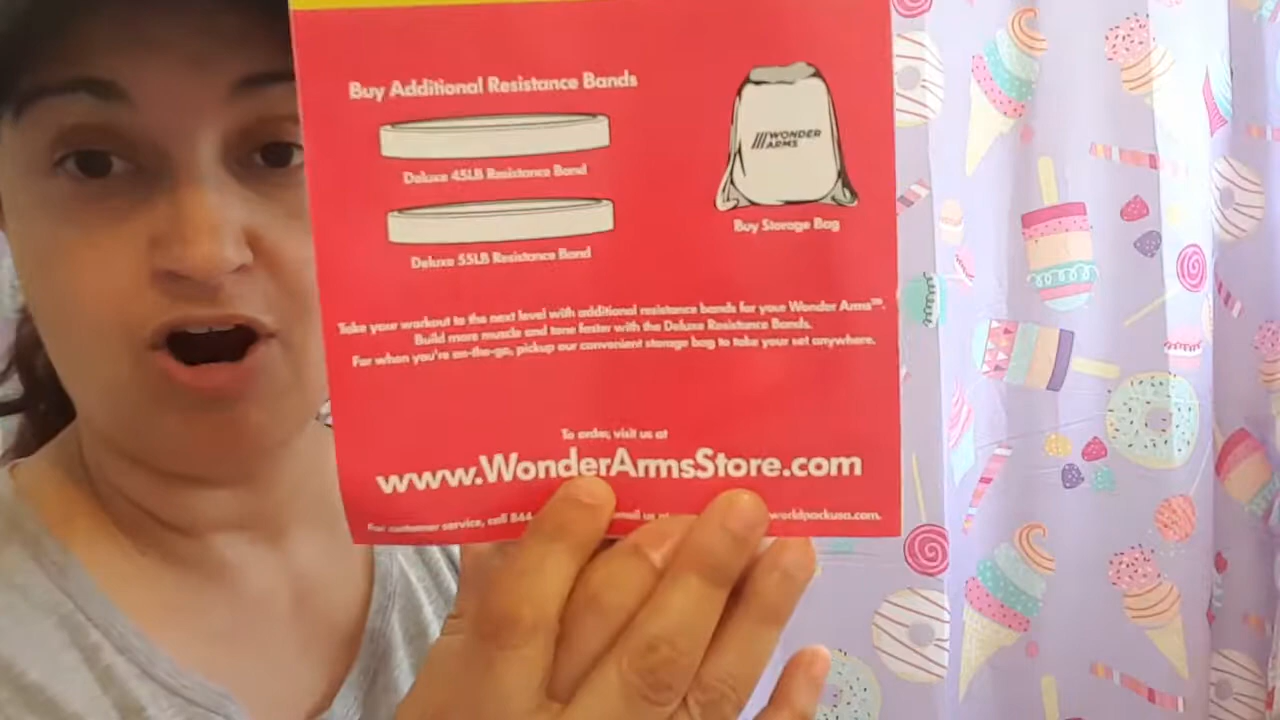 Buy Additional Resistance Bands
Deluxe 45LB Resistance Band
Deluxe 55LB Resistance Band
WONDER
ARMS
Buy Storage Bag
Take your workout to the next level with additional resistance bands for your Wonder Arms™.
Build more muscle and tone faster with the Deluxe Resistance Bands.
For when you're on-the-go, pickup our convenient storage bag to take your set anywhere.
To order, visit us at
www.WonderArmsStore.com
For customer service, call 844 email us at worldpackusa.com.